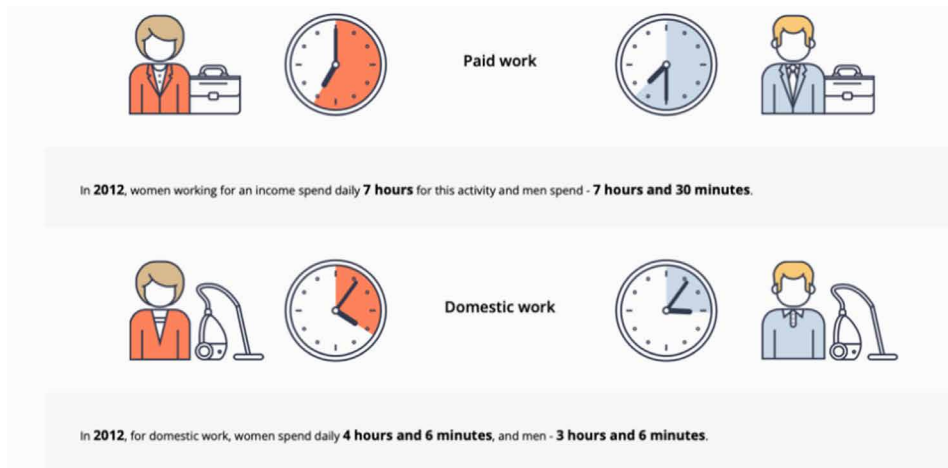 Paid work
In 2012, women working for an income spend daily 7 hours for this activity and men spend - 7 hours and 30 minutes.
Domestic work
In 2012, for domestic work, women spend daily 4 hours and 6 minutes, and men - 3 hours and 6 minutes.